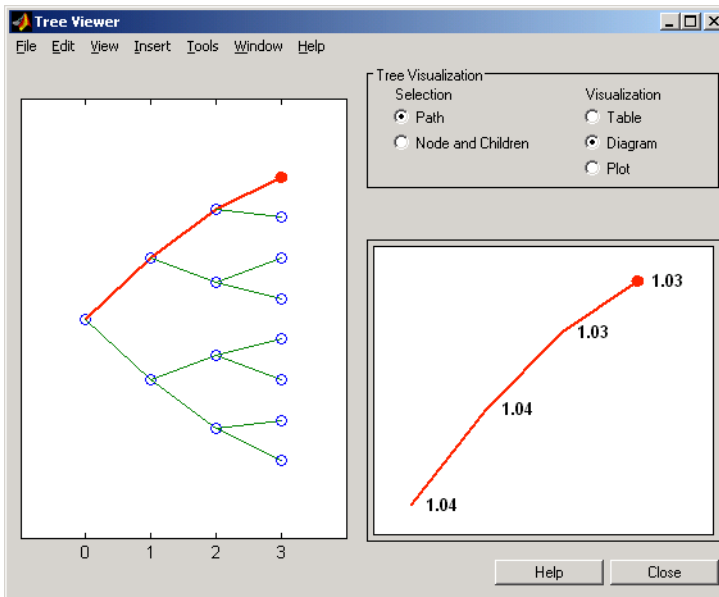 Tree Viewer
File Edit View Insert Tools Window Help
Tree Visualization
Selection
Path
Node and Children
Visualization
Table
Diagram
Plot
0 1 2 3
1.03
1.03
1.04
1.04
Help Close